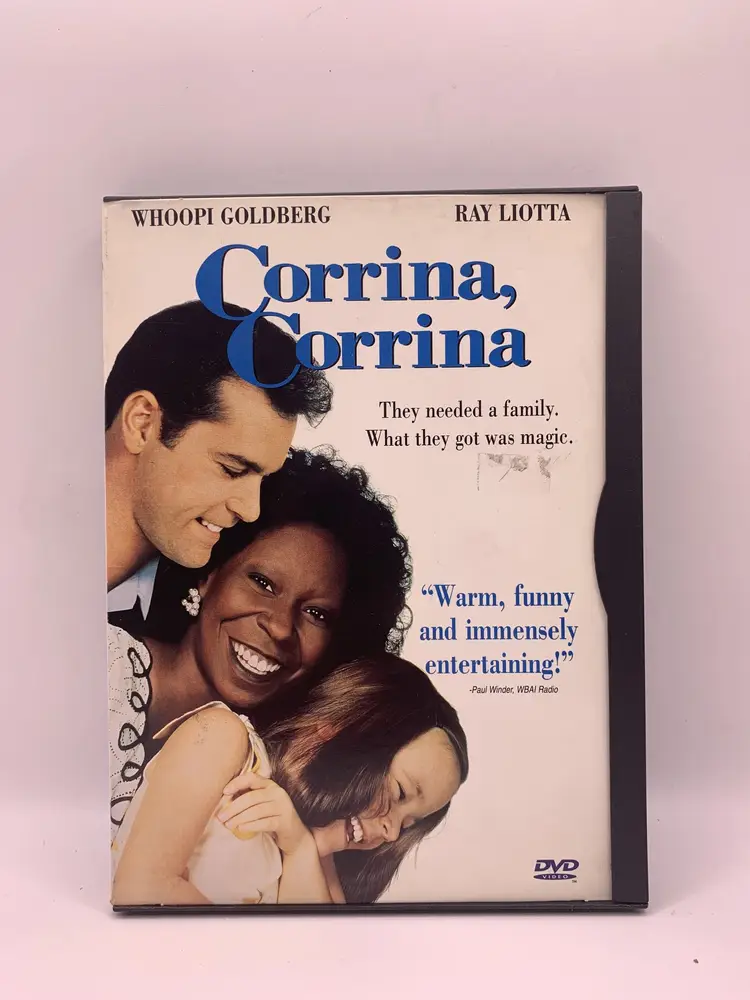 WHOOPI GOLDBERG RAY LIOTTA
Corrina,
Corrina
They needed a family.
What they got was magic.
“Warm, funny
and immensely
entertaining!”
-Paul Winder, WBAI Radio
DVD
VIDEO
TM